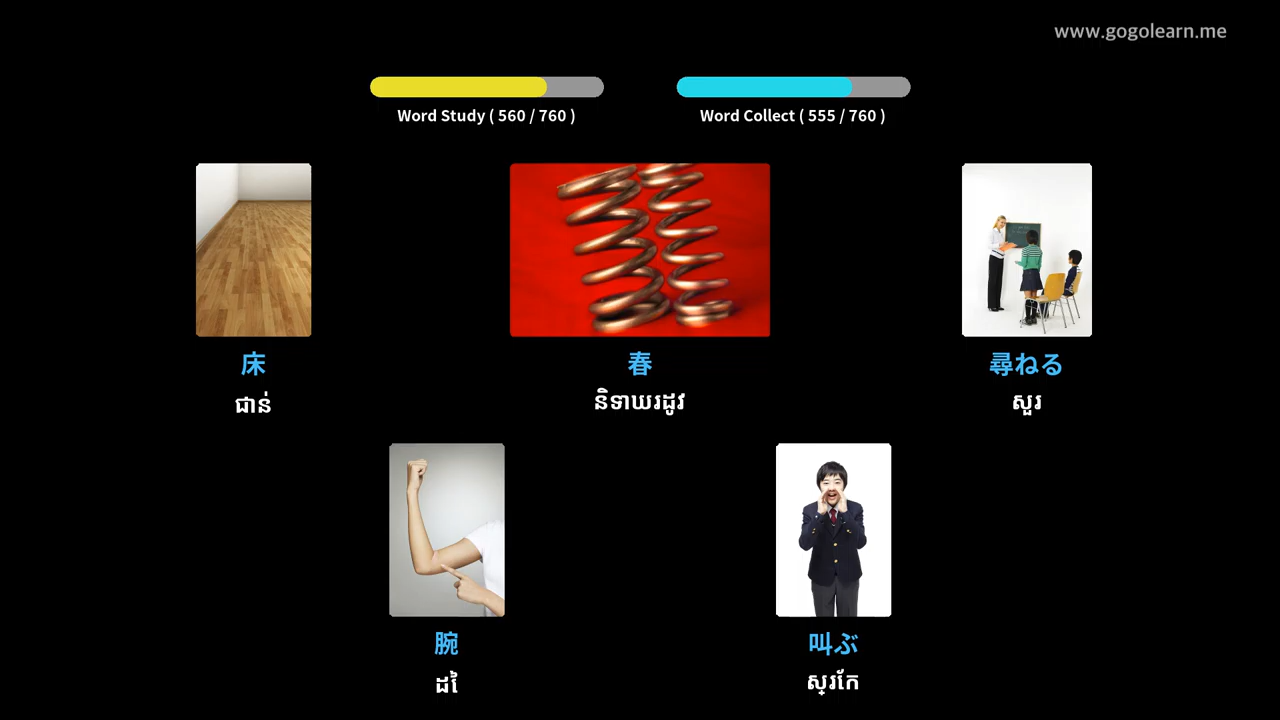 www.gogolearn.me
Word Study ( 560 / 760 )
Word Collect ( 555 / 760 )
床
ជាន់
春
និទាឃរដូវ
尋ねる
សួរ
腕
ដៃ
叫ぶ
ស្រែក